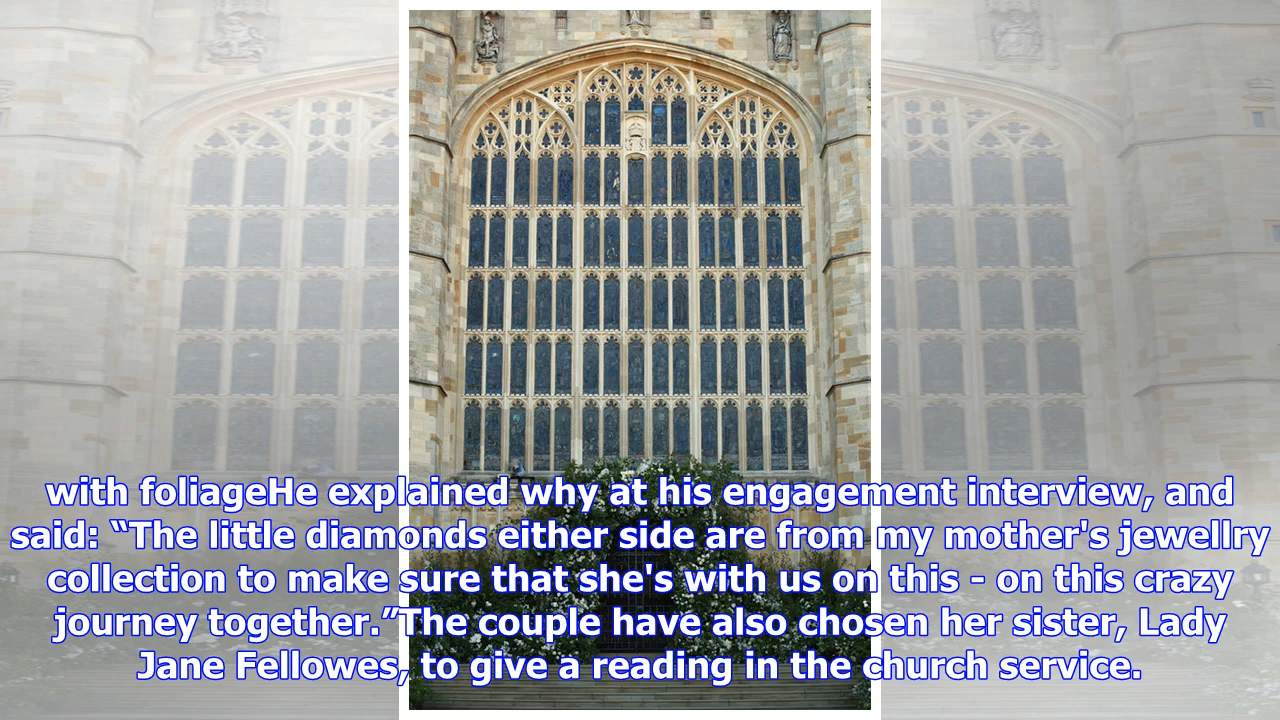 with foliageHe explained why at his engagement interview, and
said: “The little diamonds either side are from my mother's jewellry
collection to make sure that she's with us on this - on this crazy
journey together.”The couple have also chosen her sister, Lady
Jane Fellowes, to give a reading in the church service.